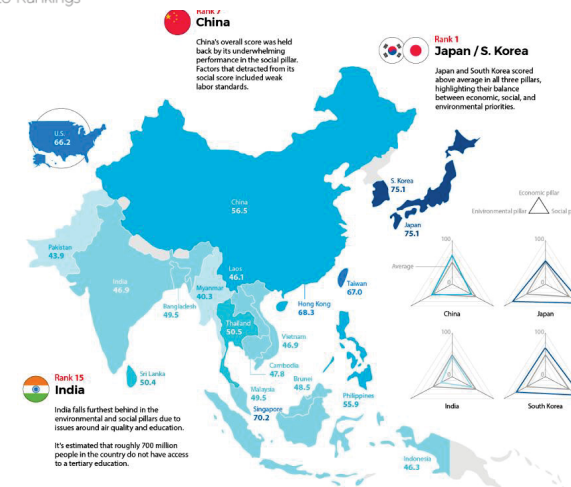 to Rankings
Rank 7
China
China's overall score was held
back by its underwhelming
performance in the social pillar.
Factors that detracted from its
social score included weak
labor standards.
Rank 1
Japan / S. Korea
Japan and South Korea scored
above average in all three pillars,
highlighting their balance
between economic, social, and
environmental priorities.
U.S.
66.2
China
56.5
S. Korea
75.1
Japan
75.1
Economic pillar
Enivironmental pillar
Social p
Pakistan
43.9
India
46.9
Bangladesh
49.5
Myanmar
40.3
Laos
46.1
Thailand
50.5
Vietnam
46.9
Cambodia
47.8
Hong Kong
68.3
Taiwan
67.0
Sri Lanka
50.4
Malaysia
49.5
Singapore
70.2
Brunei
48.5
Philippines
55.9
Indonesia
46.3
Average
100
0
China
100
0
Japan
100
0
India
100
0
South Korea
Rank 15
India
India falls furthest behind in the
environmental and social pillars due to
issues around air quality and education.
It's estimated that roughly 700 million
people in the country do not have access
to a tertiary education.